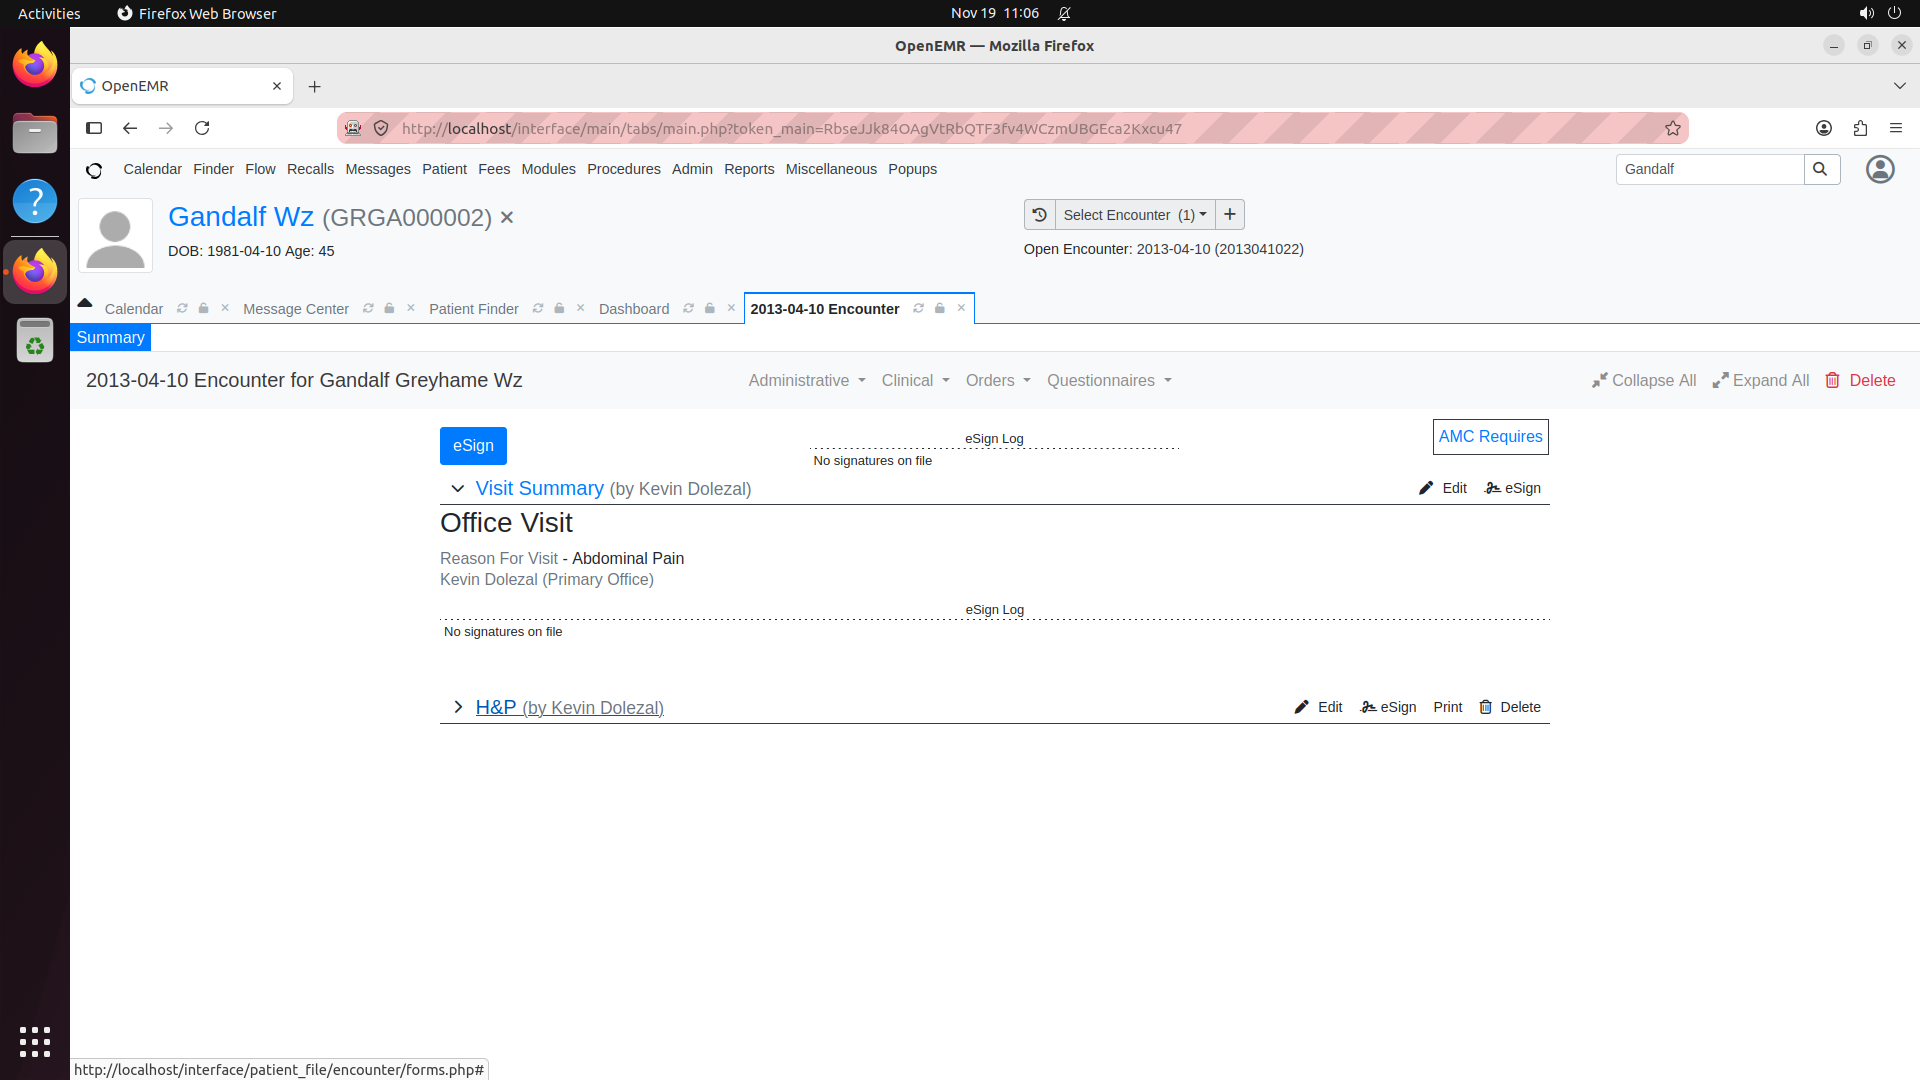 Activities
Firefox Web Browser
Nov 19 11:06
OpenEMR — Mozilla Firefox
OpenEMR
http://localhost/interface/main/tabs/main.php?token_main=RbseJJk84OAgVtRbQTF3fv4WCzmUBGEca2Kxcu47
Calendar Finder Flow Recalls Messages Patient Fees Modules Procedures Admin Reports Miscellaneous Popups
Gandalf
Gandalf Wz (GRGA000002)
DOB: 1981-04-10 Age: 45
Select Encounter (1)
Open Encounter: 2013-04-10 (2013041022)
Calendar Message Center Patient Finder Dashboard 2013-04-10 Encounter
Summary
2013-04-10 Encounter for Gandalf Greyhame Wz
Administrative Clinical Orders Questionnaires
Collapse All Expand All Delete
eSign
eSign Log
No signatures on file
AMC Requires
Visit Summary (by Kevin Dolezal)
Edit eSign
Office Visit
Reason For Visit - Abdominal Pain
Kevin Dolezal (Primary Office)
eSign Log
No signatures on file
H&P (by Kevin Dolezal)
Edit eSign Print Delete
http://localhost/interface/patient_file/encounter/forms.php#